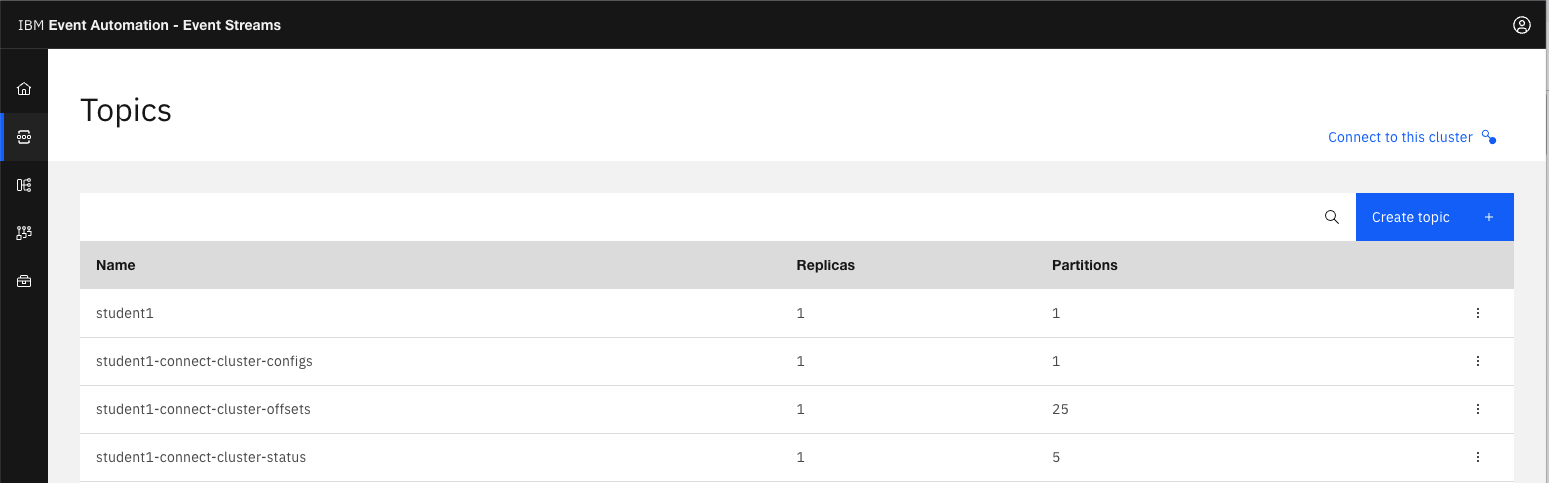 IBM Event Automation - Event Streams
Topics
Connect to this cluster
Create topic +
Name Replicas Partitions
student1 1 1
student1-connect-cluster-configs 1 1
student1-connect-cluster-offsets 1 25
student1-connect-cluster-status 1 5